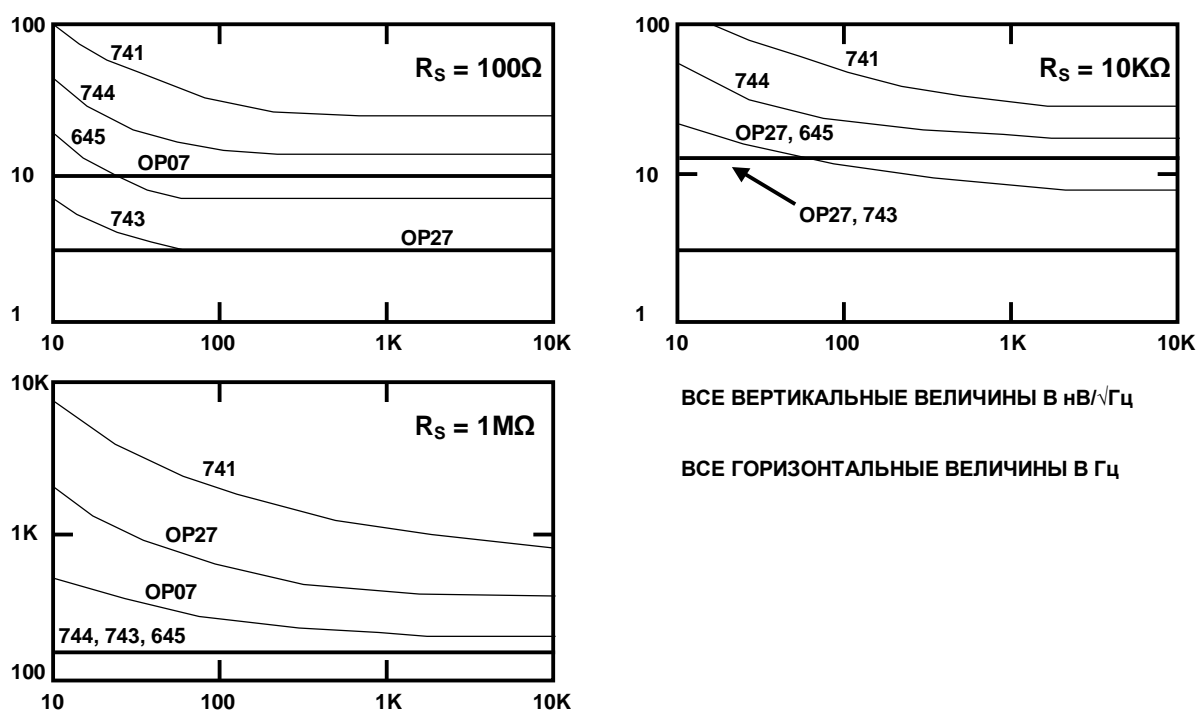 100
741
R_S = 100Ω
744
645
OP07
10
743
OP27
1
10 100 1K 10K
100
741
R_S = 10KΩ
744
OP27, 645
10
OP27, 743
1
10 100 1K 10K
10K
R_S = 1MΩ
741
1K
OP27
OP07
744, 743, 645
100
10 100 1K 10K
ВСЕ ВЕРТИКАЛЬНЫЕ ВЕЛИЧИНЫ В нВ/√Гц
ВСЕ ГОРИЗОНТАЛЬНЫЕ ВЕЛИЧИНЫ В Гц